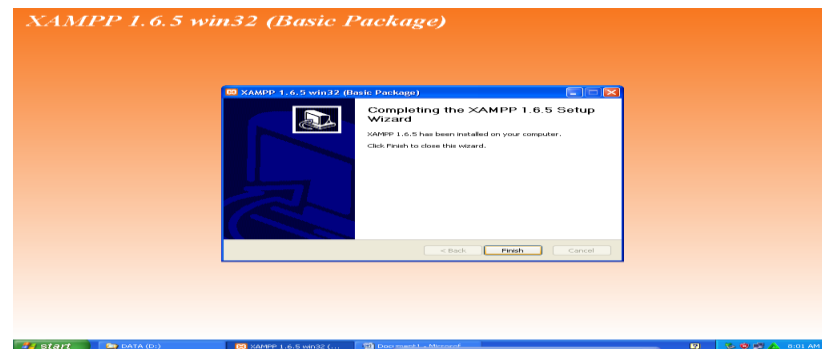 XAMPP 1.6.5 win32 (Basic Package)
XAMPP 1.6.5 win32 (Basic Package)
Completing the XAMPP 1.6.5 Setup
Wizard
XAMPP 1.6.5 has been installed on your computer.
Click Finish to close this wizard.
< Back Finish Cancel
start DATA (D:) XAMPP 1.6.5 win32 (... Document1 - Microsof... 8:01 AM